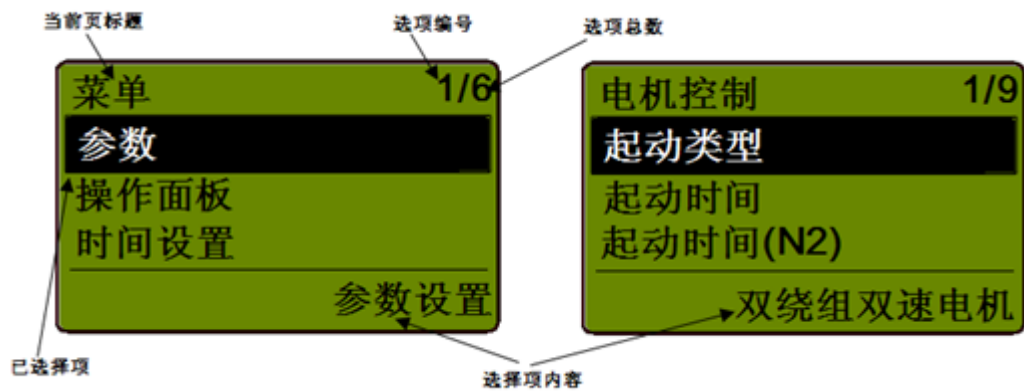 当前页标题
选项编号
选项总数
菜单 1/6
参数
操作面板
时间设置
参数设置
电机控制 1/9
起动类型
起动时间
起动时间(N2)
双绕组双速电机
已选择项
选择项内容